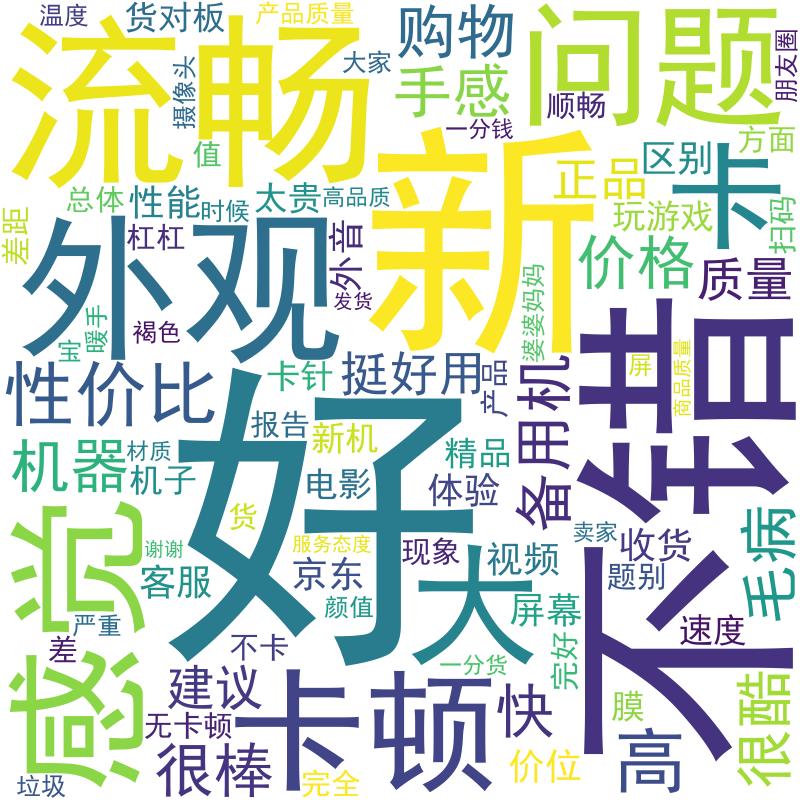 温度
货对板
产品质量
购物
问题
朋友圈
流畅
摄像头
大家
手感
顺畅
一分钱
方面
值
新
正品
区别
卡
扫码
差距
总体
性能
时候
太贵
高品质
玩游戏
外观
杠杠
外音
价格
质量
发货
婆婆妈妈
褐色
暖手
宝
不错
屏
商品质量
性价比
卡针
挺好用
产品
备用机
好
报告
新机
机器
材质
机子
电影
精品
体验
感觉
货
谢谢
服务态度
现象
视频
卖家
收货
毛病
客服
京东
大
题别
颜值
屏幕
严重
差
不卡
一分货
完好
速度
建议
卡顿
快
膜
很酷
无卡顿
很棒
完全
价位
高
垃圾